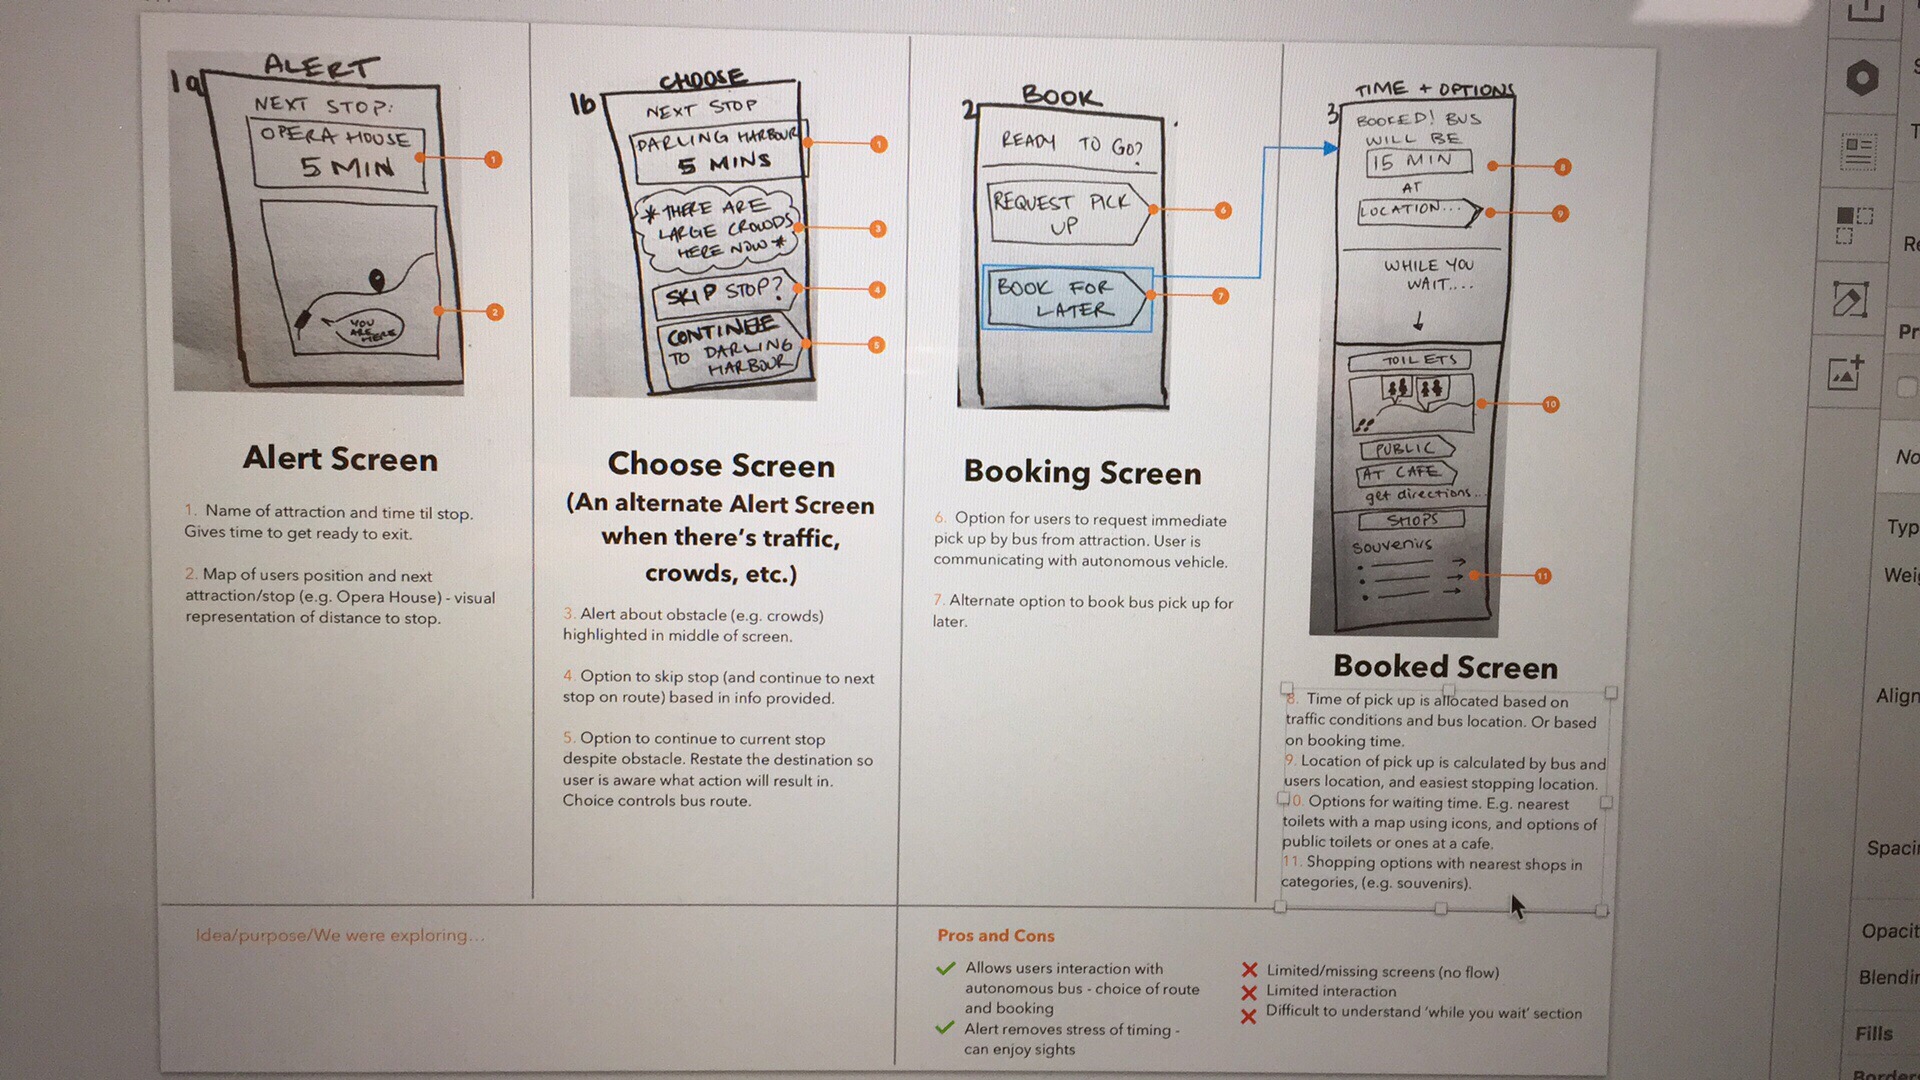 1a
ALERT
NEXT STOP:
OPERA HOUSE
5 MIN
YOU
ARE
HERE
1
2
Alert Screen
1. Name of attraction and time til stop.
Gives time to get ready to exit.
2. Map of users position and next
attraction/stop (e.g. Opera House) - visual
representation of distance to stop.
1b
CHOOSE
NEXT STOP
DARLING HARBOUR
5 MINS
* THERE ARE
LARGE CROWDS
HERE NOW *
SKIP STOP?
CONTINUE
TO DARLING
HARBOUR
1
3
4
5
Choose Screen
(An alternate Alert Screen
when there's traffic,
crowds, etc.)
3. Alert about obstacle (e.g. crowds)
highlighted in middle of screen.
4. Option to skip stop (and continue to next
stop on route) based in info provided.
5. Option to continue to current stop
despite obstacle. Restate the destination so
user is aware what action will result in.
Choice controls bus route.
2
BOOK
READY TO GO?
REQUEST PICK
UP
BOOK FOR
LATER
6
7
Booking Screen
6. Option for users to request immediate
pick up by bus from attraction. User is
communicating with autonomous vehicle.
7. Alternate option to book bus pick up for
later.
3
TIME + OPTIONS
BOOKED! BUS
WILL BE
15 MIN
AT
LOCATION...
WHILE YOU
WAIT....
TOILETS
PUBLIC
AT CAFE
get directions...
SHOPS
souvenirs
8
9
10
11
Booked Screen
8. Time of pick up is allocated based on
traffic conditions and bus location. Or based
on booking time.
9. Location of pick up is calculated by bus and
users location, and easiest stopping location.
10. Options for waiting time. E.g. nearest
toilets with a map using icons, and options of
public toilets or ones at a cafe.
11. Shopping options with nearest shops in
categories, (e.g. souvenirs).
Idea/purpose/We were exploring...
Pros and Cons
Allows users interaction with
autonomous bus - choice of route
and booking
Alert removes stress of timing -
can enjoy sights
Limited/missing screens (no flow)
Limited interaction
Difficult to understand 'while you wait' section
Pr
No
Typ
Wei
Align
Spaci
Opacit
Blendi
Fills
Border